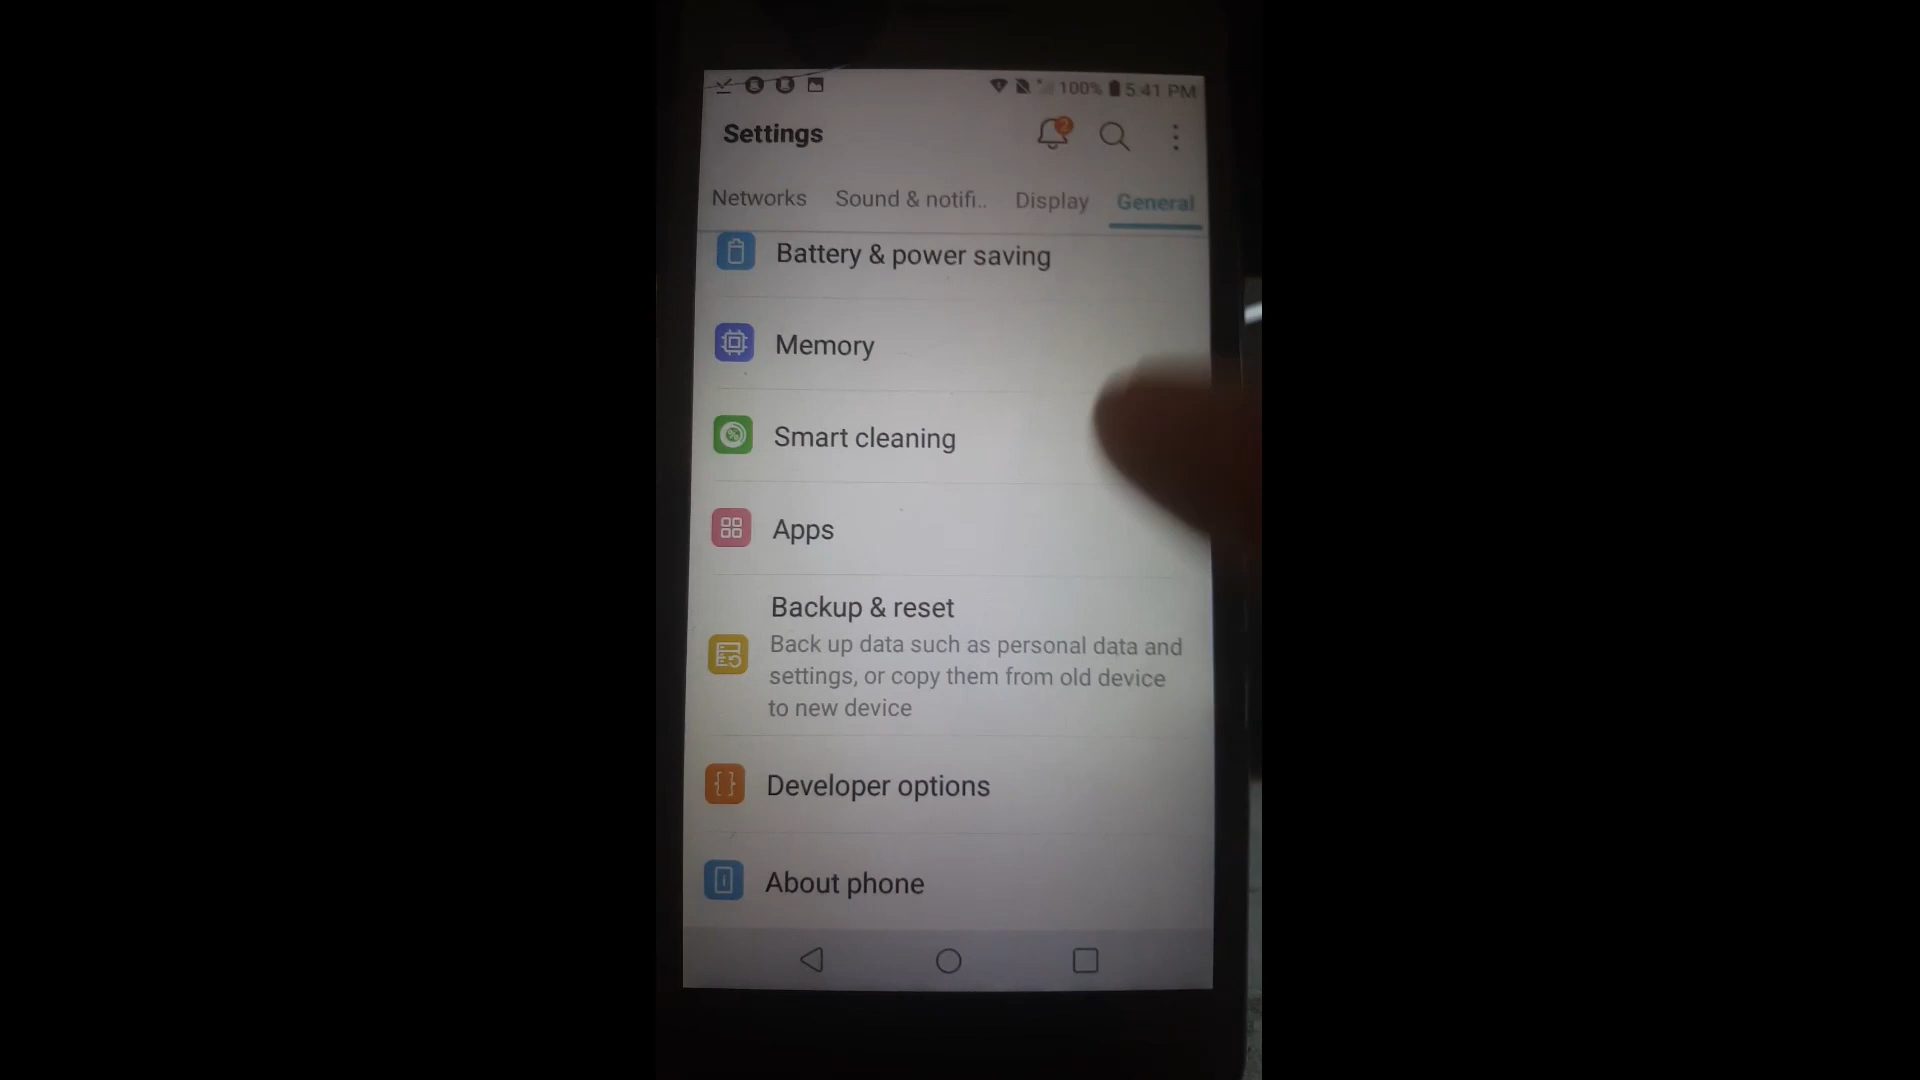 100% 5:41 PM
Settings
2
Networks Sound & notifi.. Display General
Battery & power saving
Memory
Smart cleaning
Apps
Backup & reset
Back up data such as personal data and
settings, or copy them from old device
to new device
Developer options
About phone